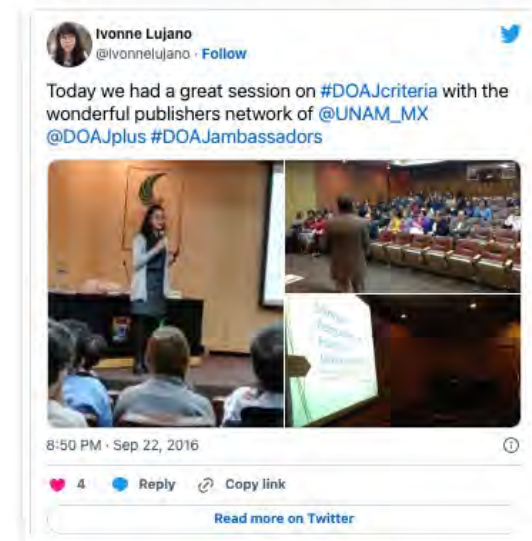 Ivonne Lujano
@Ivonnelujano · Follow
Today we had a great session on #DOAJcriteria with the
wonderful publishers network of @UNAM_MX
@DOAJplus #DOAJambassadors
8:50 PM · Sep 22, 2016
4 Reply Copy link
Read more on Twitter